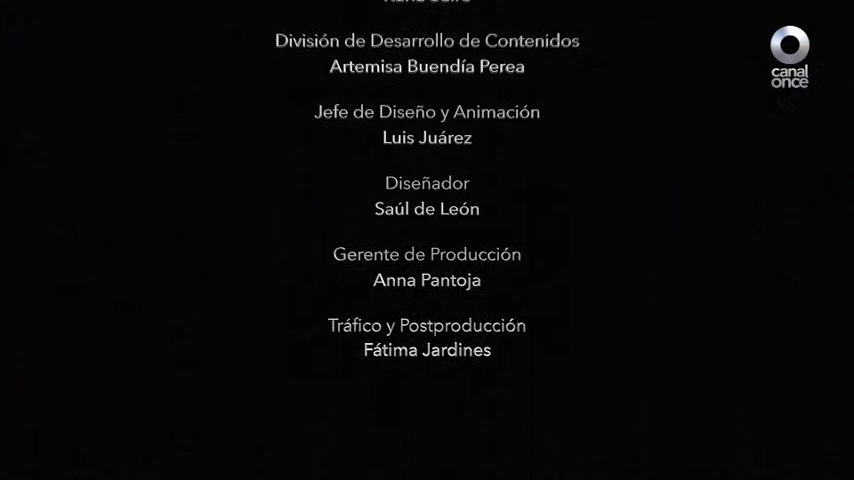 División de Desarrollo de Contenidos
Artemisa Buendía Perea
Jefe de Diseño y Animación
Luis Juárez
Diseñador
Saúl de León
Gerente de Producción
Anna Pantoja
Tráfico y Postproducción
Fátima Jardines
canal
once